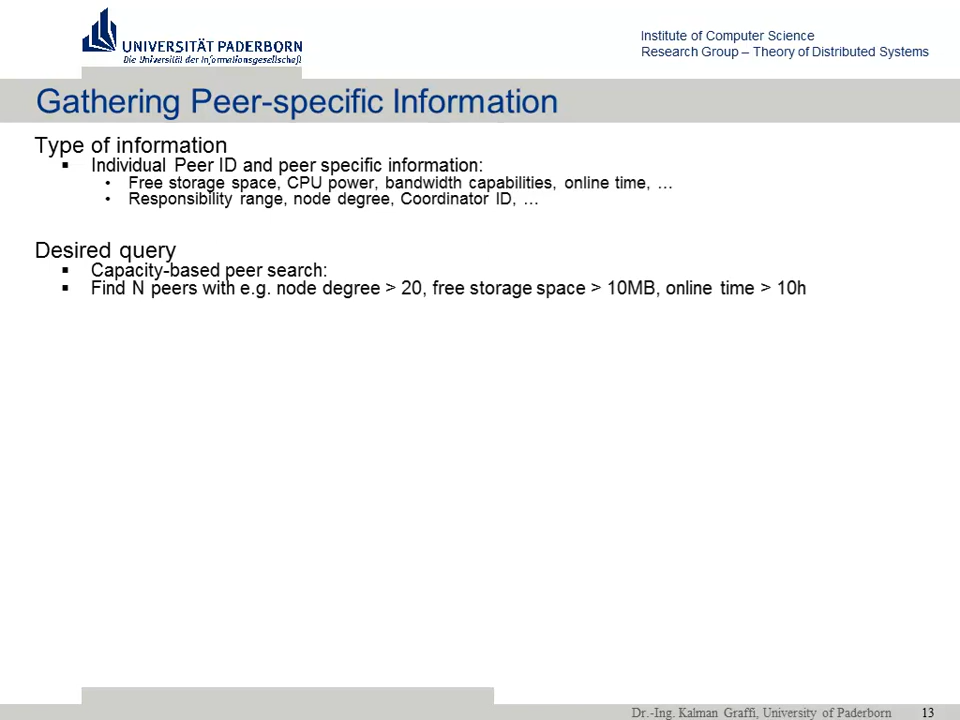 UNIVERSITÄT PADERBORN
Die Universität der Informationsgesellschaft
Institute of Computer Science
Research Group – Theory of Distributed Systems
Gathering Peer-specific Information
Type of information
▪ Individual Peer ID and peer specific information:
• Free storage space, CPU power, bandwidth capabilities, online time, …
• Responsibility range, node degree, Coordinator ID, …
Desired query
▪ Capacity-based peer search:
▪ Find N peers with e.g. node degree > 20, free storage space > 10MB, online time > 10h
Dr.-Ing. Kalman Graffi, University of Paderborn 13